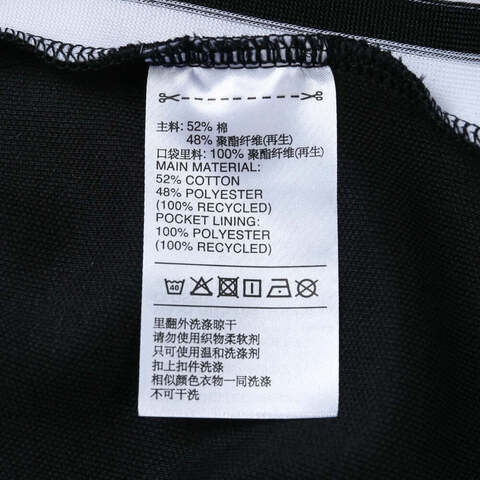 主料: 52% 棉
48% 聚酯纤维(再生)
口袋里料: 100% 聚酯纤维(再生)
MAIN MATERIAL:
52% COTTON
48% POLYESTER
(100% RECYCLED)
POCKET LINING:
100% POLYESTER
(100% RECYCLED)
40
里翻外洗涤晾干
请勿使用织物柔软剂
只可使用温和洗涤剂
扣上扣件洗涤
相似颜色衣物一同洗涤
不可干洗